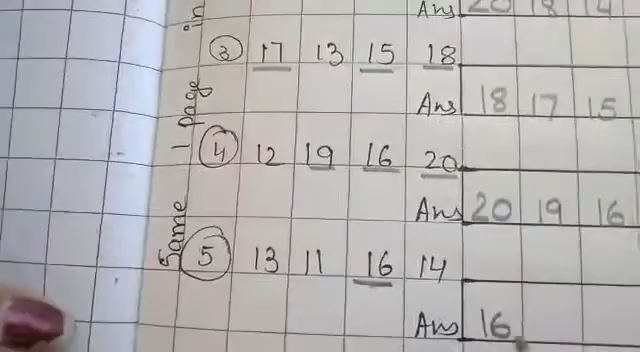 Ans 20 18 14
③ 17 13 15 18
Ans 18 17 15
④ 12 19 16 20
Ans 20 19 16
⑤ 13 11 16 14
Ans 16
Same 1 page in